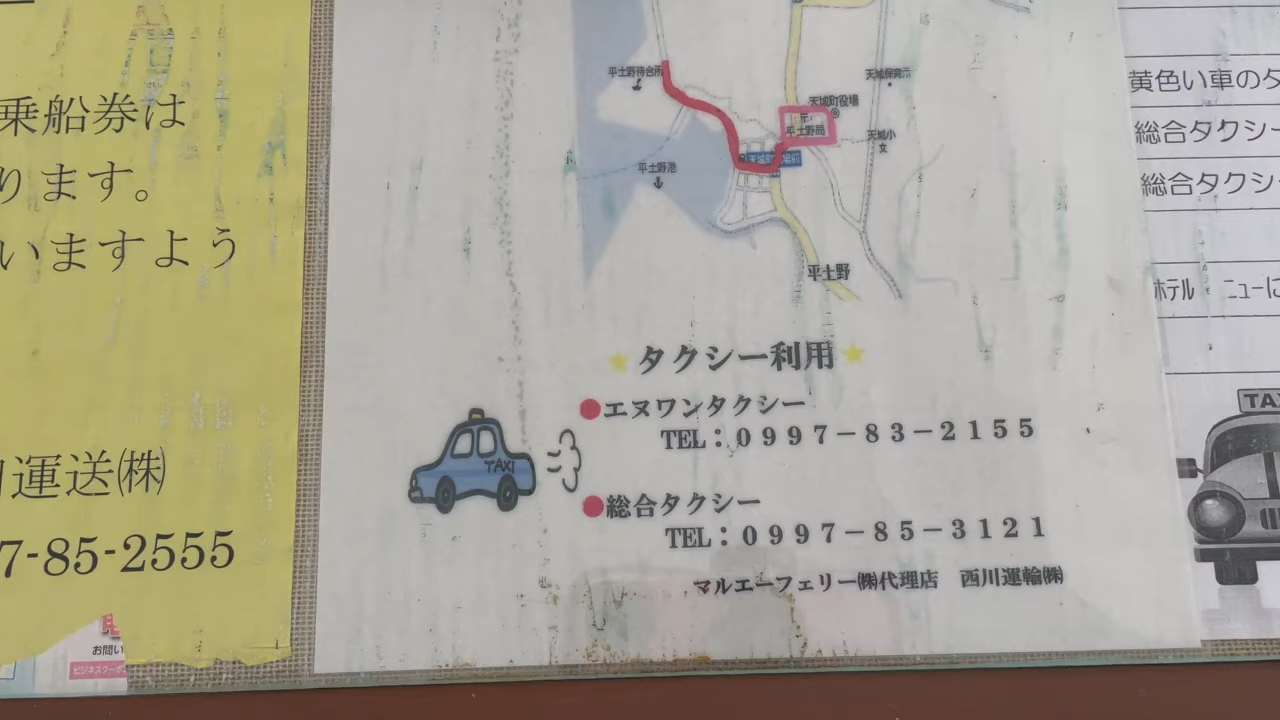 乗船券は
ります。
いますよう
運送㈱
7-85-2555
お問い
平土野待合所
天城町役場
平土野局
天城小
文
平土野港
平土野
★タクシー利用★
●エヌワンタクシー
TEL：0997－83－2155
TAXI
●総合タクシー
TEL：0997－85－3121
マルエーフェリー㈱代理店　西川運輸㈱
黄色い車のタ
総合タクシー
総合タクシー
ホテル　ニューに
TAX